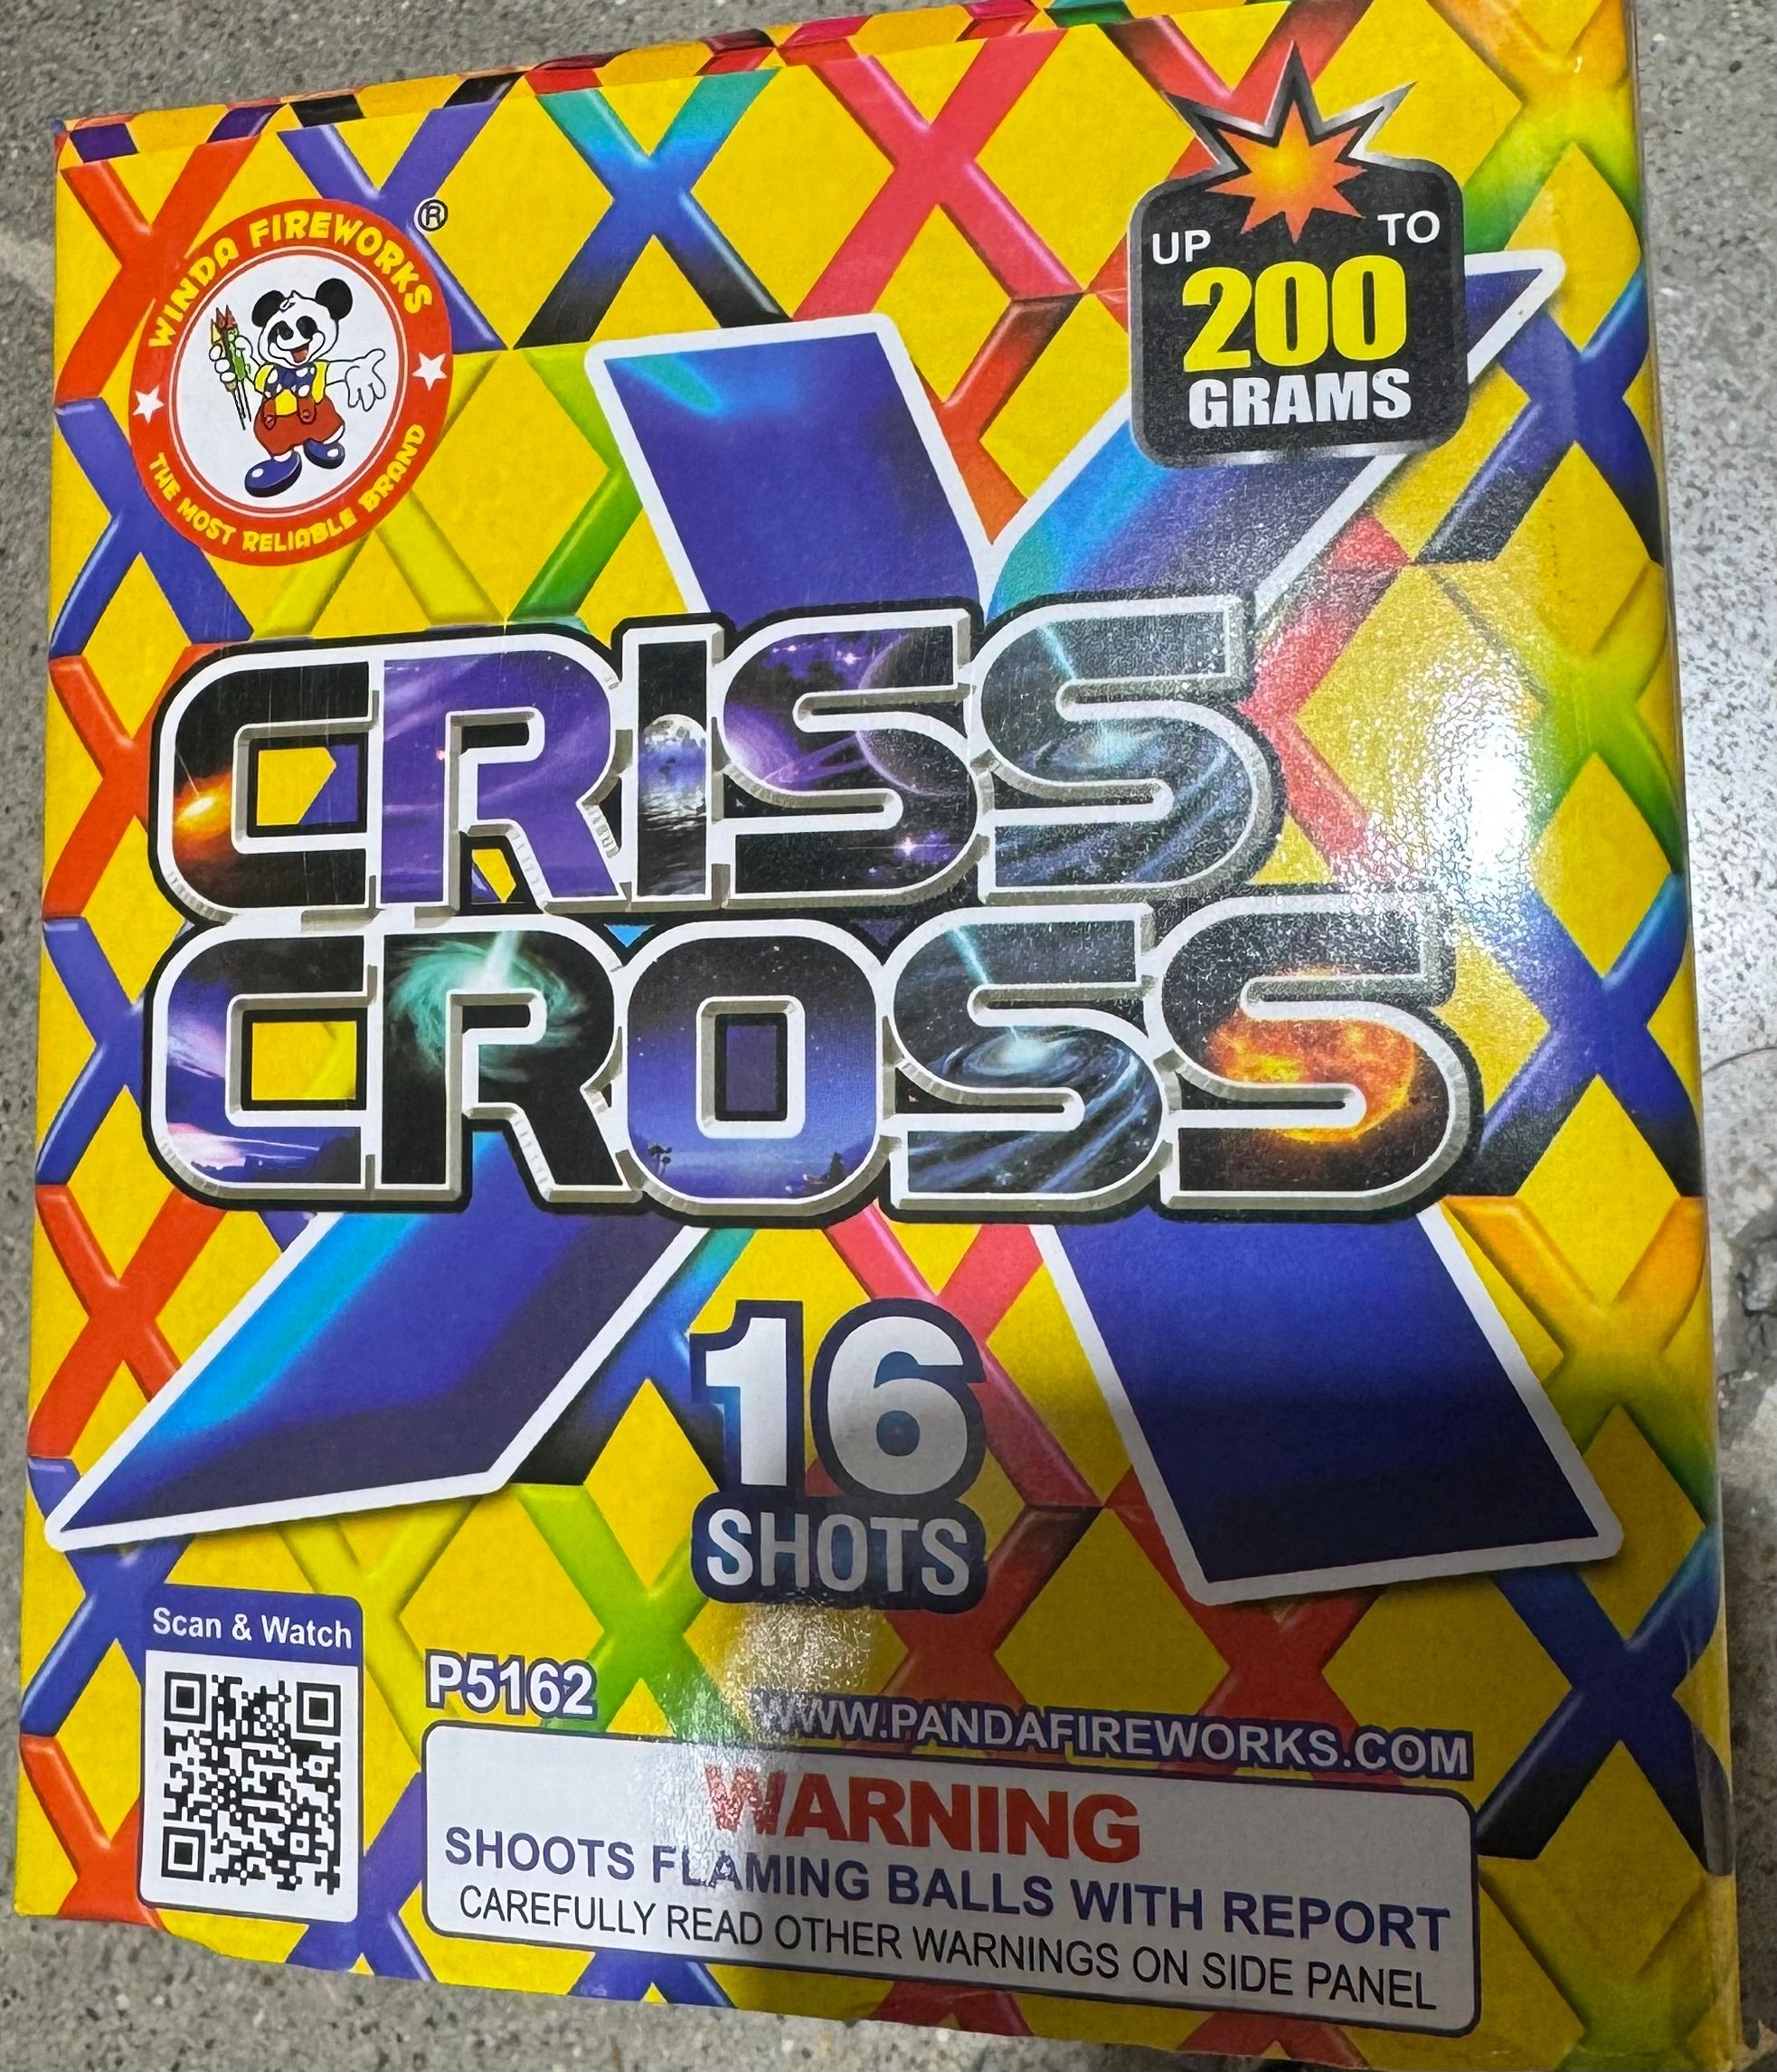 WINDA FIREWORKS
®
THE MOST RELIABLE BRAND
UP TO
200
GRAMS
CRISS
CROSS
16
SHOTS
Scan & Watch
P5162
WWW.PANDAFIREWORKS.COM
WARNING
SHOOTS FLAMING BALLS WITH REPORT
CAREFULLY READ OTHER WARNINGS ON SIDE PANEL